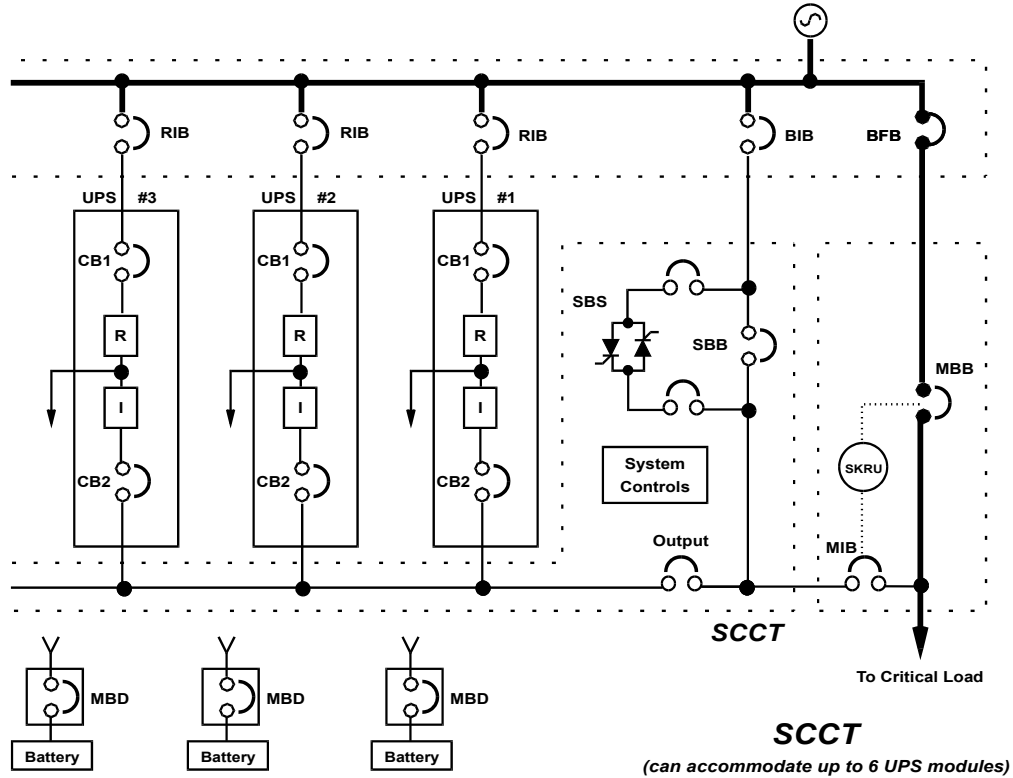 RIB
RIB
RIB
BIB
BFB
UPS #3
UPS #2
UPS #1
CB1
CB1
CB1
SBS
R
R
R
SBB
MBB
I
I
I
System
Controls
SKRU
CB2
CB2
CB2
Output
MIB
SCCT
To Critical Load
MBD
MBD
MBD
Battery
Battery
Battery
SCCT
(can accommodate up to 6 UPS modules)